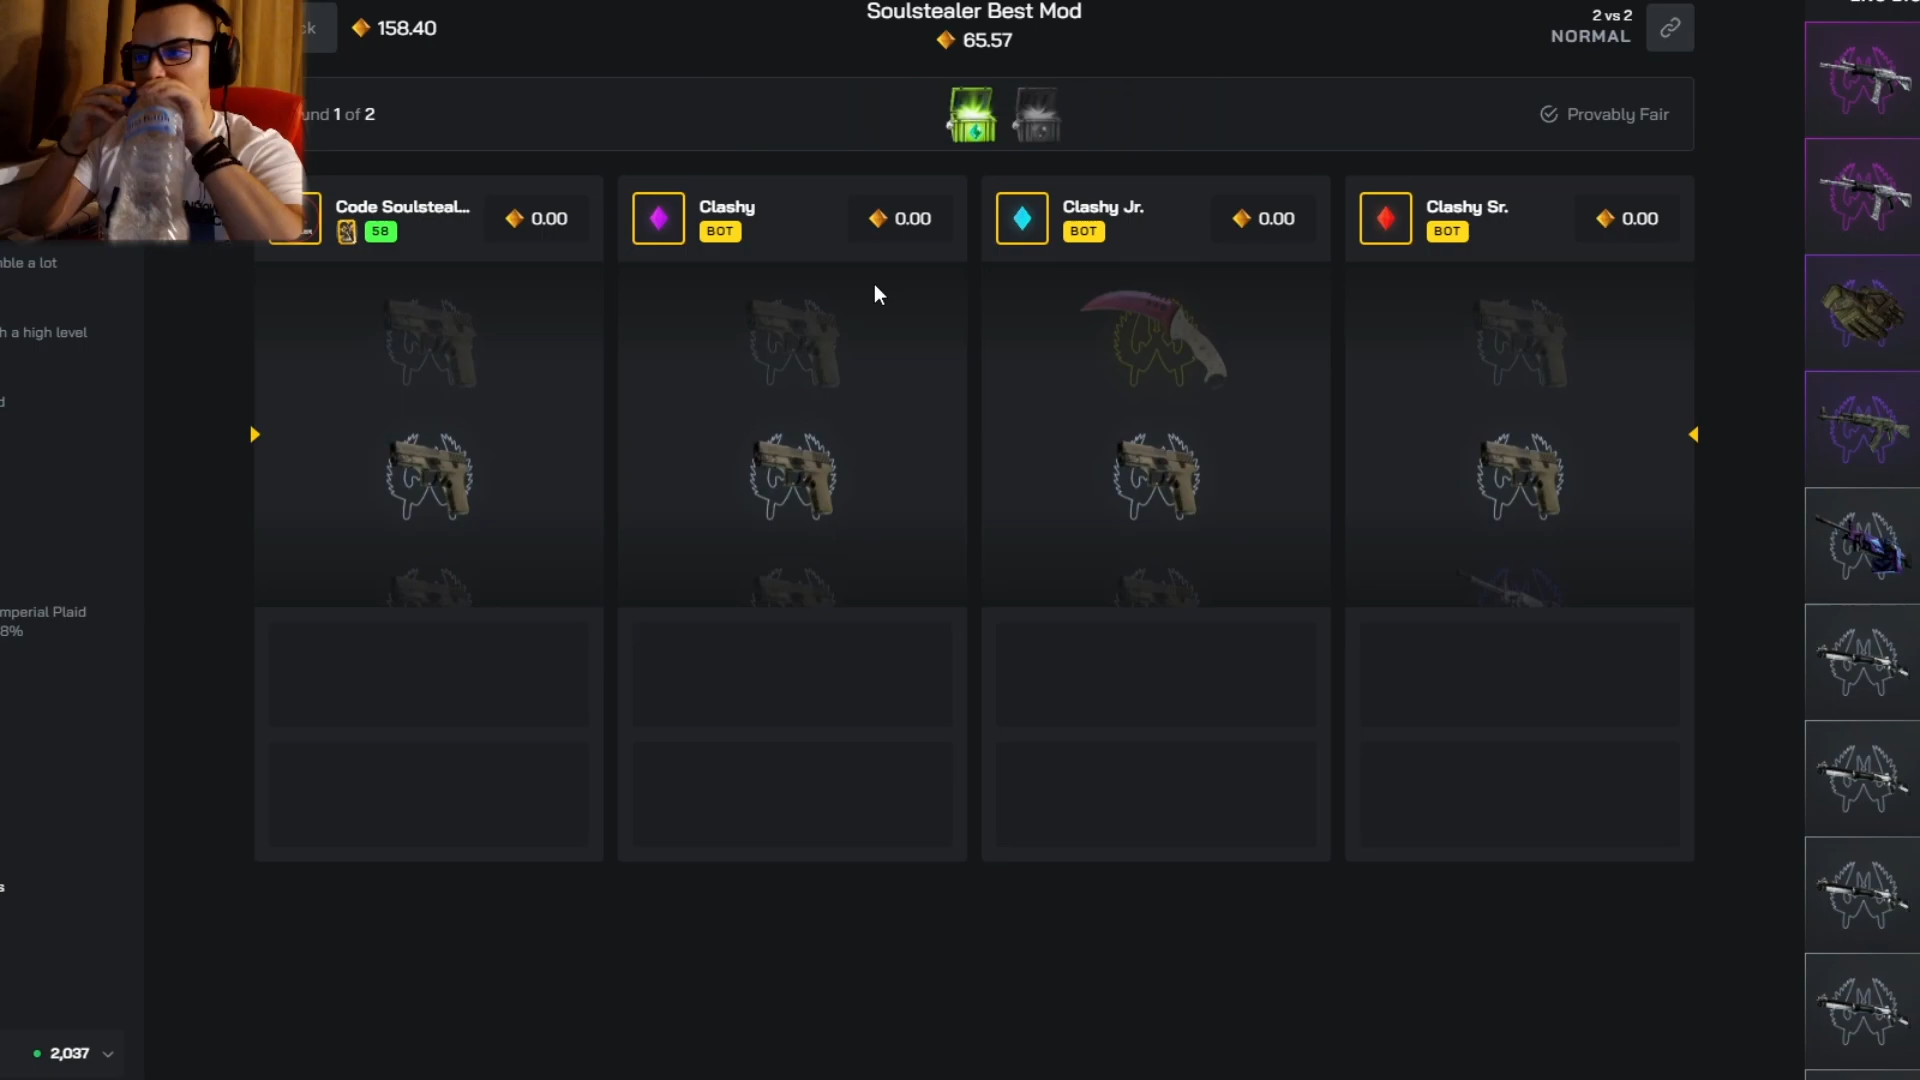 ck
158.40
Soulstealer Best Mod
65.57
2 vs 2
NORMAL
und 1 of 2
Provably Fair
Code Soulsteal...
58
0.00
Clashy
BOT
0.00
Clashy Jr.
BOT
0.00
Clashy Sr.
BOT
0.00
mble a lot
h a high level
d
mperial Plaid
8%
s
2,037